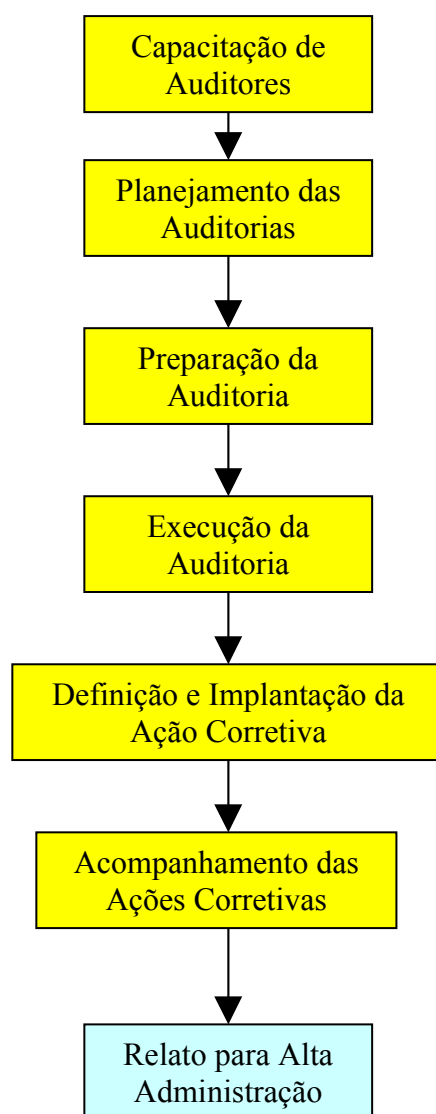 Capacitação de
Auditores
Planejamento das
Auditorias
Preparação da
Auditoria
Execução da
Auditoria
Definição e Implantação da
Ação Corretiva
Acompanhamento das
Ações Corretivas
Relato para Alta
Administração